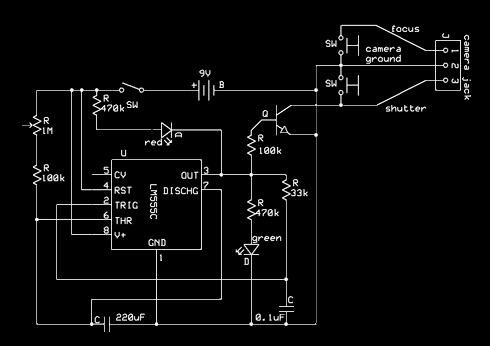 J
focus
SW
camera
ground
1
2
3
camera jack
SW
shutter
9V
+ B
SW
R
470k
R
1M
red
D
Q
R
100k
R
100k
U
5 CV
4 RST
2 TRIG
6 THR
8 V+
LM555C
OUT 3
DISCHG 7
GND
1
R
33k
R
470k
green
D
C
220uF
C
0.1uF